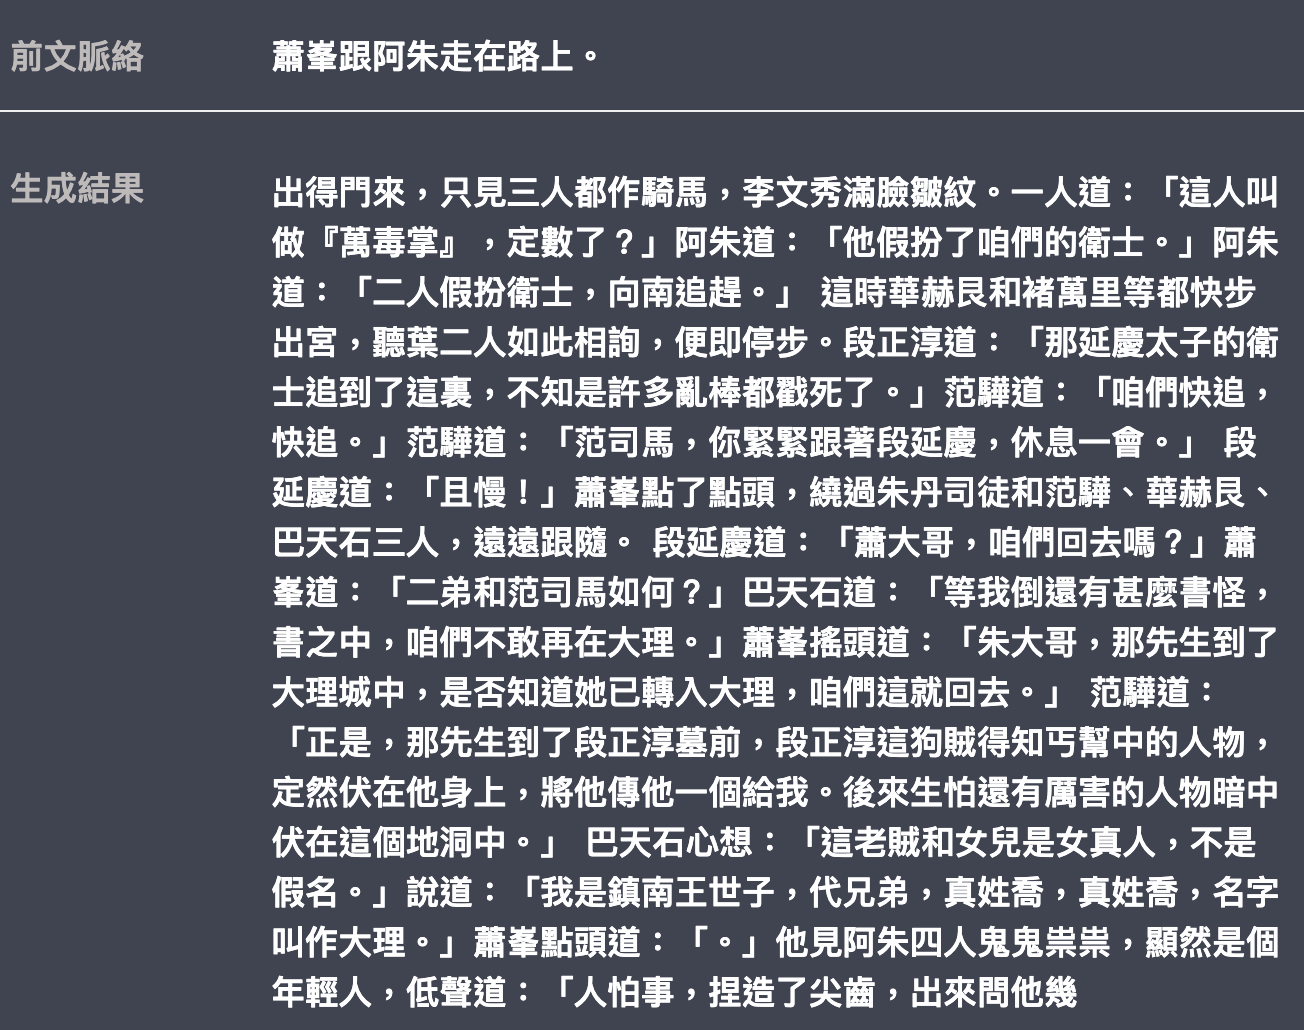 前文脈絡
蕭峯跟阿朱走在路上。
生成結果
出得門來，只見三人都作騎馬，李文秀滿臉皺紋。一人道：「這人叫
做『萬毒掌』，定數了？」阿朱道：「他假扮了咱們的衛士。」阿朱
道：「二人假扮衛士，向南追趕。」 這時華赫艮和褚萬里等都快步
出宮，聽葉二人如此相詢，便即停步。段正淳道：「那延慶太子的衛
士追到了這裏，不知是許多亂棒都戳死了。」范驊道：「咱們快追，
快追。」范驊道：「范司馬，你緊緊跟著段延慶，休息一會。」 段
延慶道：「且慢！」蕭峯點了點頭，繞過朱丹司徒和范驊、華赫艮、
巴天石三人，遠遠跟隨。 段延慶道：「蕭大哥，咱們回去嗎？」蕭
峯道：「二弟和范司馬如何？」巴天石道：「等我倒還有甚麼書怪，
書之中，咱們不敢再在大理。」蕭峯搖頭道：「朱大哥，那先生到了
大理城中，是否知道她已轉入大理，咱們這就回去。」 范驊道：
「正是，那先生到了段正淳墓前，段正淳這狗賊得知丐幫中的人物，
定然伏在他身上，將他傳他一個給我。後來生怕還有厲害的人物暗中
伏在這個地洞中。」 巴天石心想：「這老賊和女兒是女真人，不是
假名。」說道：「我是鎮南王世子，代兄弟，真姓喬，真姓喬，名字
叫作大理。」蕭峯點頭道：「。」他見阿朱四人鬼鬼祟祟，顯然是個
年輕人，低聲道：「人怕事，捏造了尖齒，出來問他幾